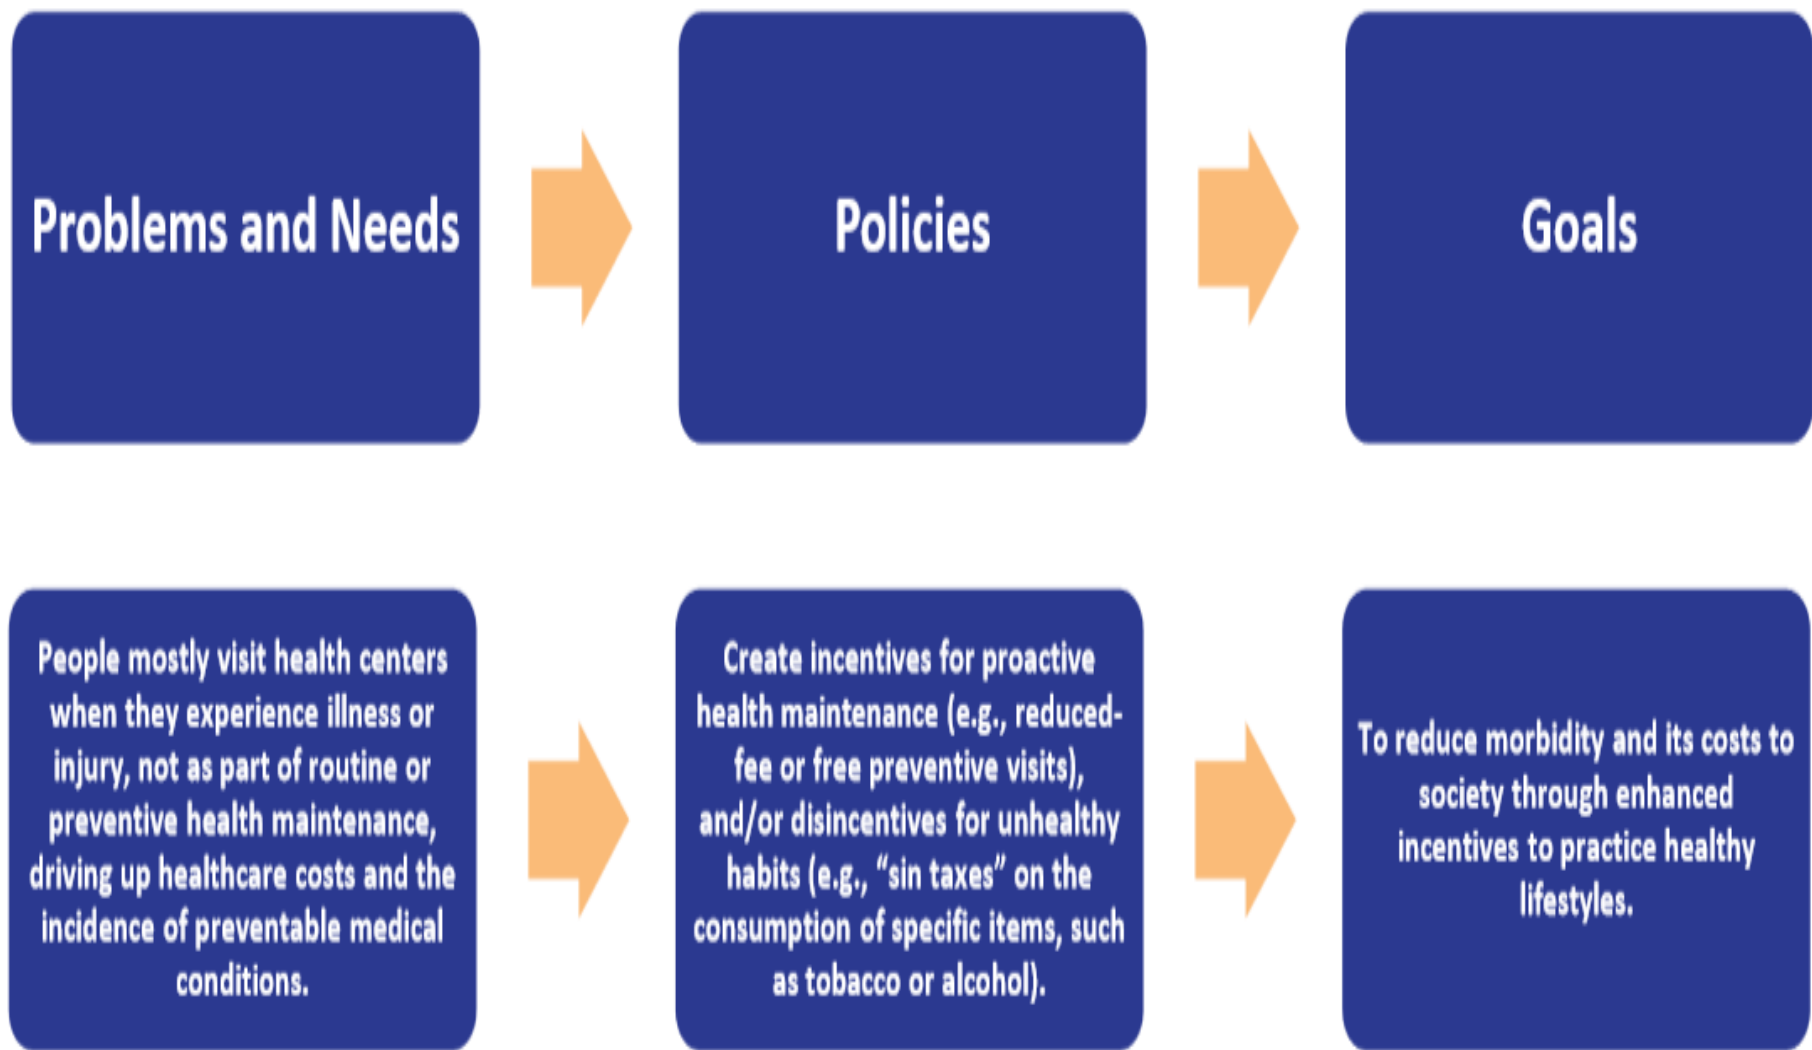 Problems and Needs
Policies
Goals
People mostly visit health centers
when they experience illness or
injury, not as part of routine or
preventive health maintenance,
driving up healthcare costs and the
incidence of preventable medical
conditions.
Create incentives for proactive
health maintenance (e.g., reduced-
fee or free preventive visits),
and/or disincentives for unhealthy
habits (e.g., “sin taxes” on the
consumption of specific items, such
as tobacco or alcohol).
To reduce morbidity and its costs to
society through enhanced
incentives to practice healthy
lifestyles.